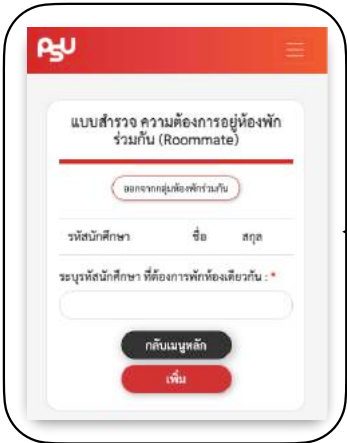 PSU
แบบสำรวจ ความต้องการอยู่ห้องพัก
ร่วมกัน (Roommate)
ออกจากกลุ่มห้องพักร่วมกัน
รหัสนักศึกษา ชื่อ สกุล
ระบุรหัสนักศึกษา ที่ต้องการพักห้องเดียวกัน : *
กลับเมนูหลัก
เพิ่ม